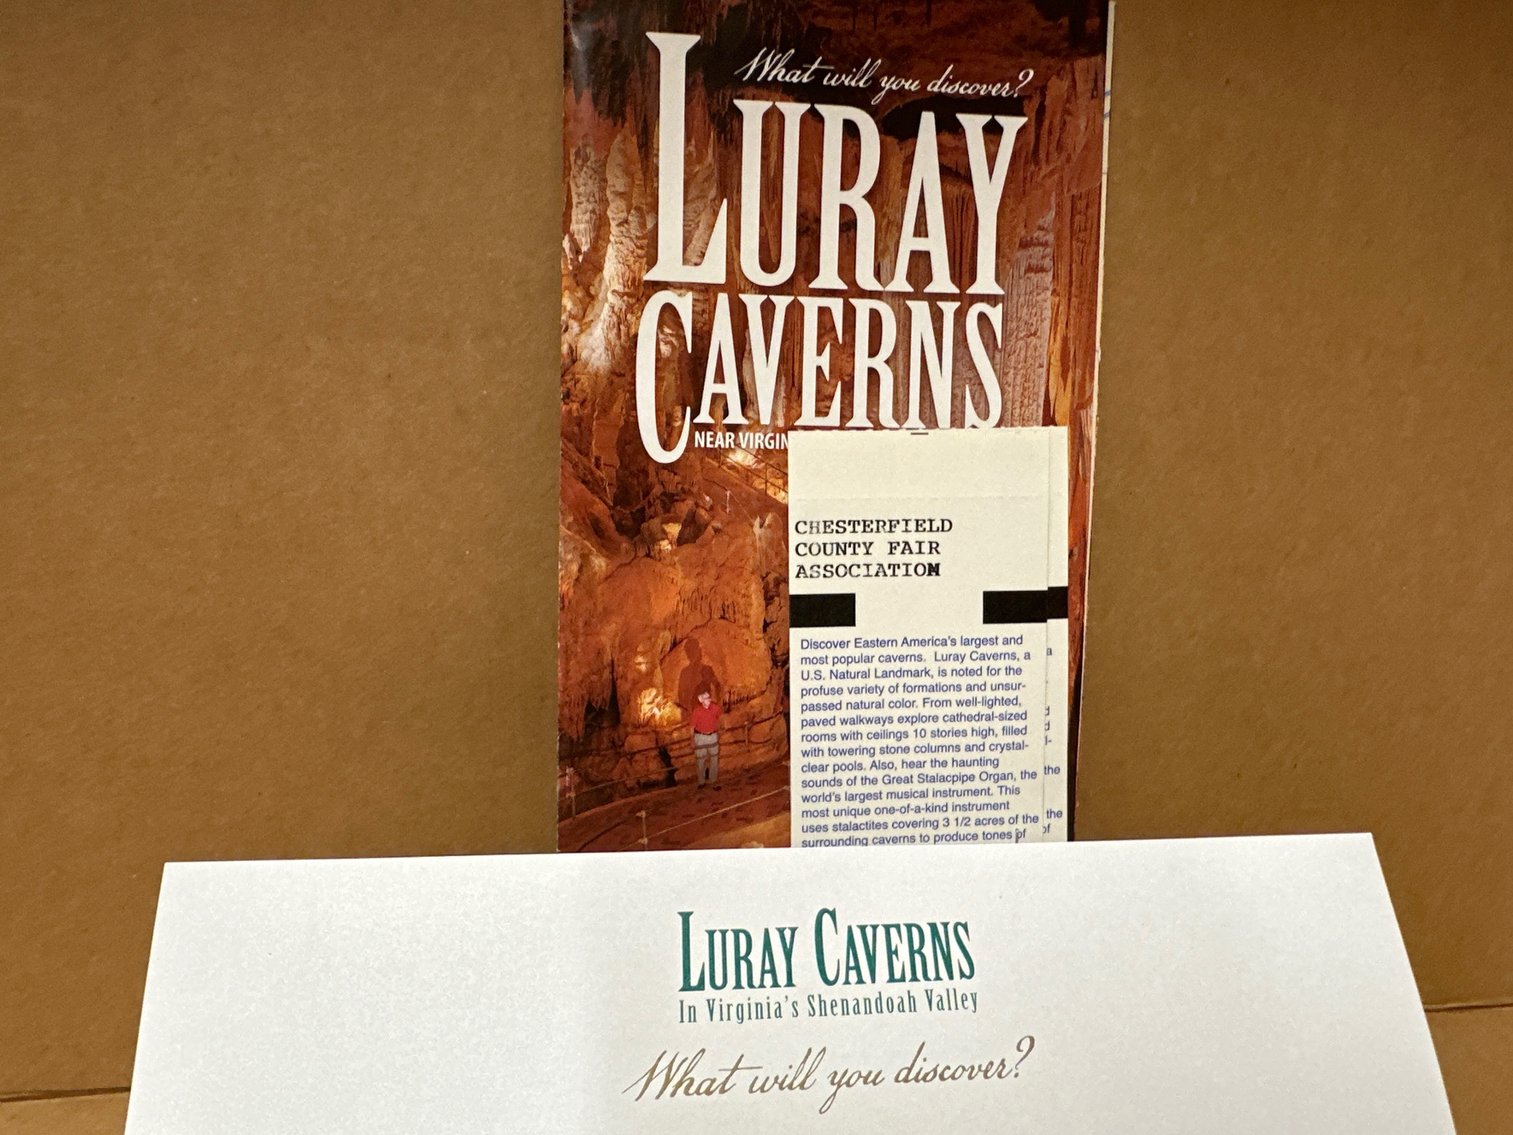 What will you discover?
LURAY
CAVERNS
NEAR VIRGIN
CHESTERFIELD
COUNTY FAIR
ASSOCIATION
Discover Eastern America's largest and
most popular caverns. Luray Caverns, a
U.S. Natural Landmark, is noted for the
profuse variety of formations and unsur-
passed natural color. From well-lighted,
paved walkways explore cathedral-sized
rooms with ceilings 10 stories high, filled
with towering stone columns and crystal-
clear pools. Also, hear the haunting
sounds of the Great Stalacpipe Organ, the
world's largest musical instrument. This
most unique one-of-a-kind instrument
uses stalactites covering 3 1/2 acres of the
surrounding caverns to produce tones of
a
d
d
l-
the
the
of
LURAY CAVERNS
In Virginia's Shenandoah Valley
What will you discover?